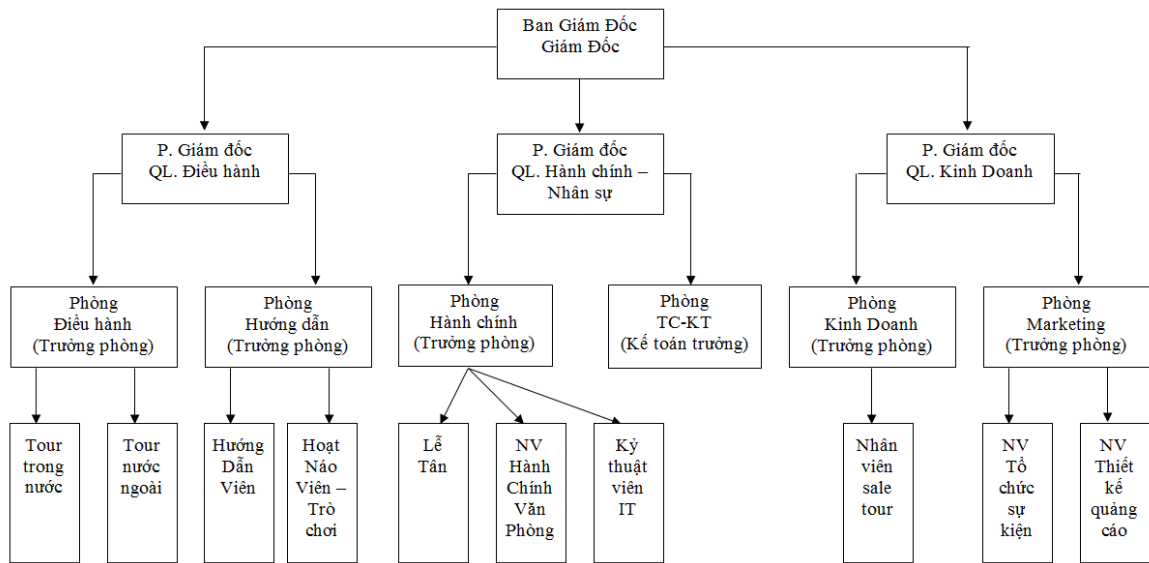 Ban Giám Đốc
Giám Đốc
P. Giám đốc
QL. Điều hành
P. Giám đốc
QL. Hành chính –
Nhân sự
P. Giám đốc
QL. Kinh Doanh
Phòng
Điều hành
(Trưởng phòng)
Phòng
Hướng dẫn
(Trưởng phòng)
Phòng
Hành chính
(Trưởng phòng)
Phòng
TC-KT
(Kế toán trưởng)
Phòng
Kinh Doanh
(Trưởng phòng)
Phòng
Marketing
(Trưởng phòng)
Tour
trong
nước
Tour
nước
ngoài
Hướng
Dẫn
Viên
Hoạt
Náo
Viên –
Trò
chơi
Lễ
Tân
NV
Hành
Chính
Văn
Phòng
Kỷ
thuật
viên
IT
Nhân
viên
sale
tour
NV
Tổ
chức
sự
kiện
NV
Thiết
kế
quảng
cáo